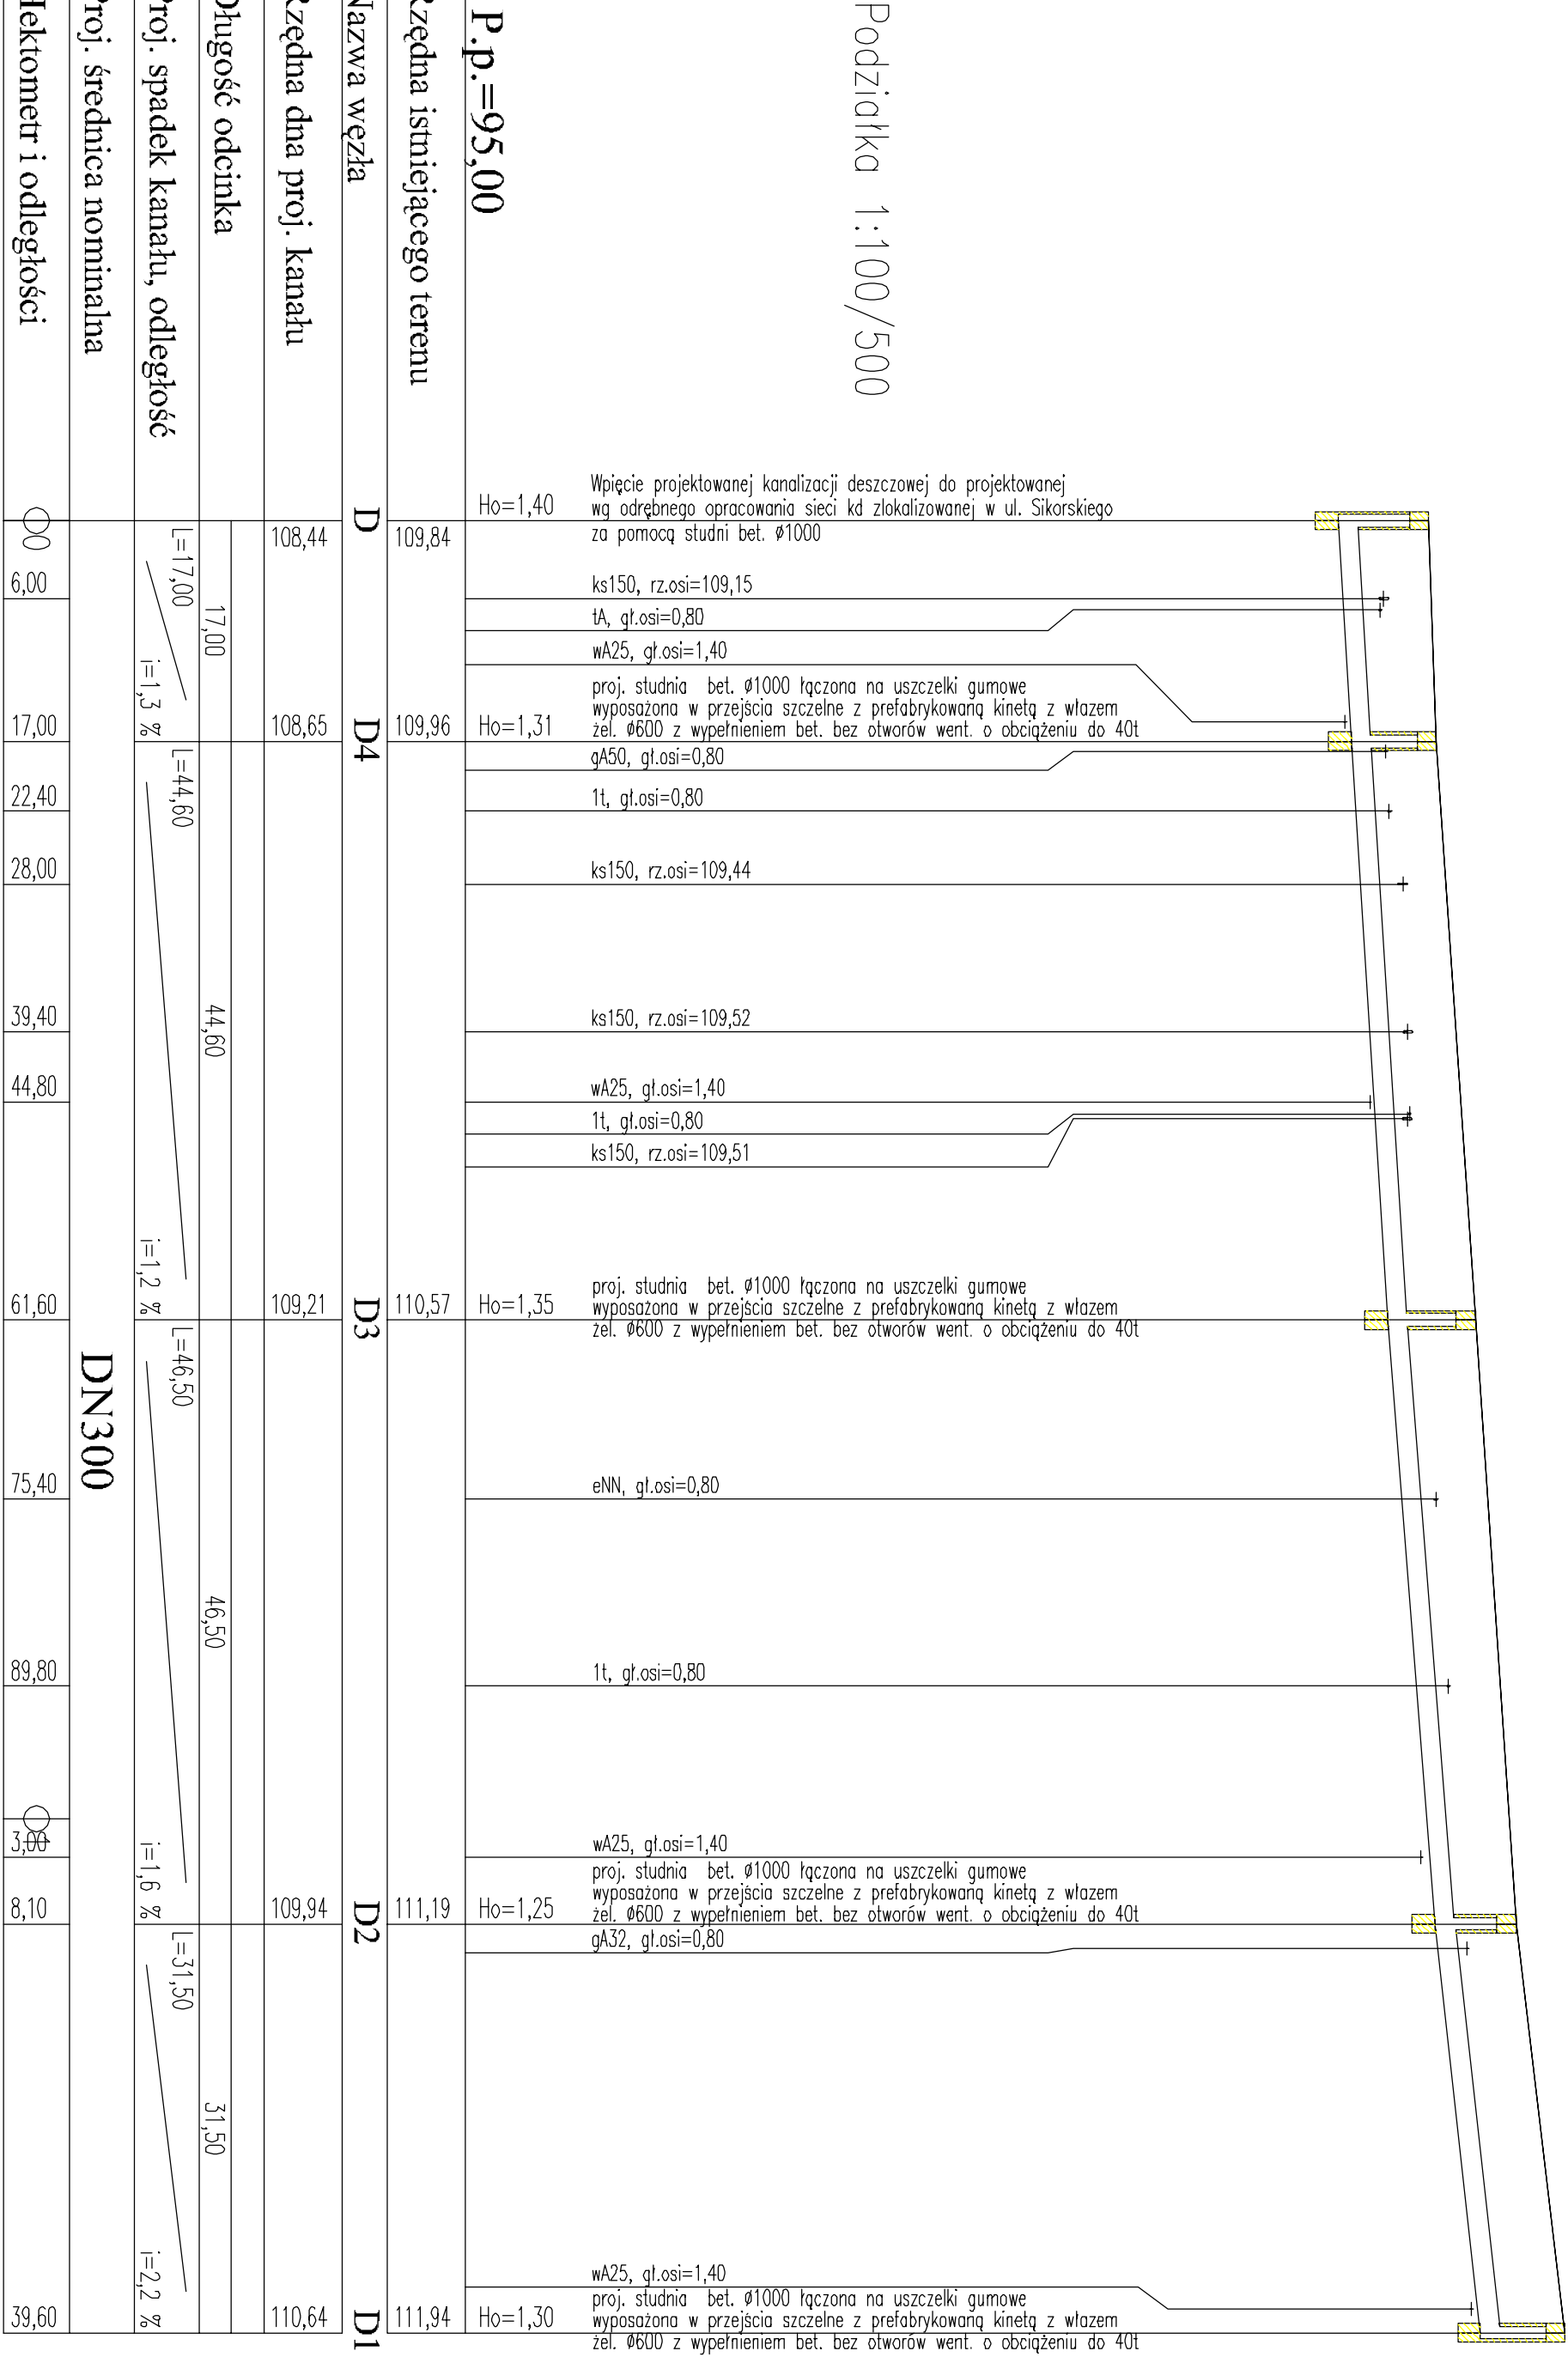 Podziałka 1:100/500
P.p.=95,00
Rzędna istniejącego terenu
Nazwa węzła
Rzędna dna proj. kanału
Długość odcinka
Proj. spadek kanału, odległość
Proj. średnica nominalna
Hektometr i odległości
Wpięcie projektowanej kanalizacji deszczowej do projektowanej
wg odrębnego opracowania sieci kd zlokalizowanej w ul. Sikorskiego
za pomocą studni bet. ø1000
Ho=1,40
109,84
D
108,44
ks150, rz.osi=109,15
6,00
tA, gł.osi=0,80
wA25, gł.osi=1,40
L=17,00
17,00
i=1,3 %
proj. studnia bet. ø1000 łączona na uszczelki gumowe
wyposażona w przejścia szczelne z prefabrykowaną kinetą z włazem
żel. ø600 z wypełnieniem bet. bez otworów went. o obciążeniu do 40t
Ho=1,31
109,96
D4
108,65
17,00
gA50, gł.osi=0,80
1t, gł.osi=0,80
22,40
ks150, rz.osi=109,44
28,00
L=44,60
44,60
i=1,2 %
ks150, rz.osi=109,52
39,40
wA25, gł.osi=1,40
44,80
1t, gł.osi=0,80
ks150, rz.osi=109,51
proj. studnia bet. ø1000 łączona na uszczelki gumowe
wyposażona w przejścia szczelne z prefabrykowaną kinetą z włazem
żel. ø600 z wypełnieniem bet. bez otworów went. o obciążeniu do 40t
Ho=1,35
110,57
D3
109,21
61,60
DN300
L=46,50
46,50
i=1,6 %
eNN, gł.osi=0,80
75,40
1t, gł.osi=0,80
89,80
wA25, gł.osi=1,40
3,00
proj. studnia bet. ø1000 łączona na uszczelki gumowe
wyposażona w przejścia szczelne z prefabrykowaną kinetą z włazem
żel. ø600 z wypełnieniem bet. bez otworów went. o obciążeniu do 40t
Ho=1,25
111,19
D2
109,94
8,10
gA32, gł.osi=0,80
L=31,50
31,50
i=2,2 %
wA25, gł.osi=1,40
proj. studnia bet. ø1000 łączona na uszczelki gumowe
wyposażona w przejścia szczelne z prefabrykowaną kinetą z włazem
żel. ø600 z wypełnieniem bet. bez otworów went. o obciążeniu do 40t
Ho=1,30
111,94
D1
110,64
39,60